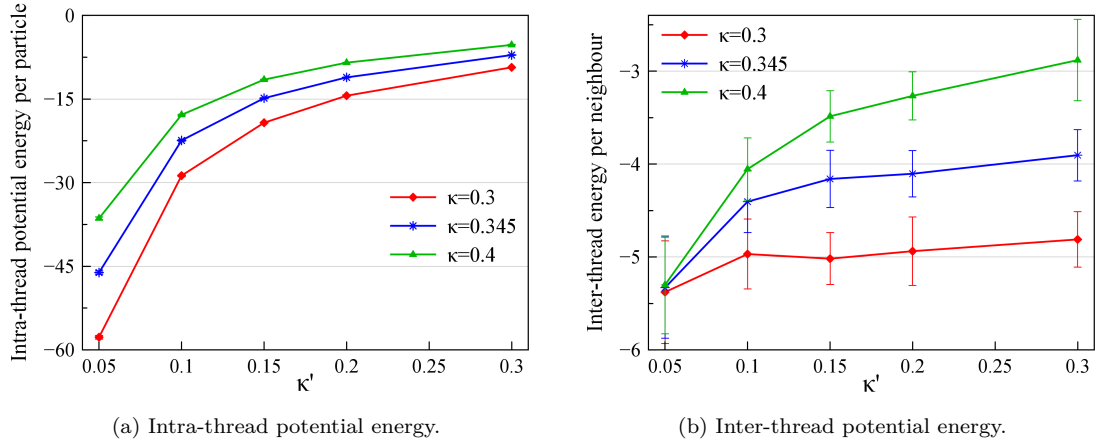 Intra-thread potential energy per particle
0
−15
−30
−45
−60
0.05
0.1
0.15
0.2
0.25
0.3
κ'
κ=0.3
κ=0.345
κ=0.4
(a) Intra-thread potential energy.
Inter-thread energy per neighbour
−3
−4
−5
−6
0.05
0.1
0.15
0.2
0.25
0.3
κ'
κ=0.3
κ=0.345
κ=0.4
(b) Inter-thread potential energy.